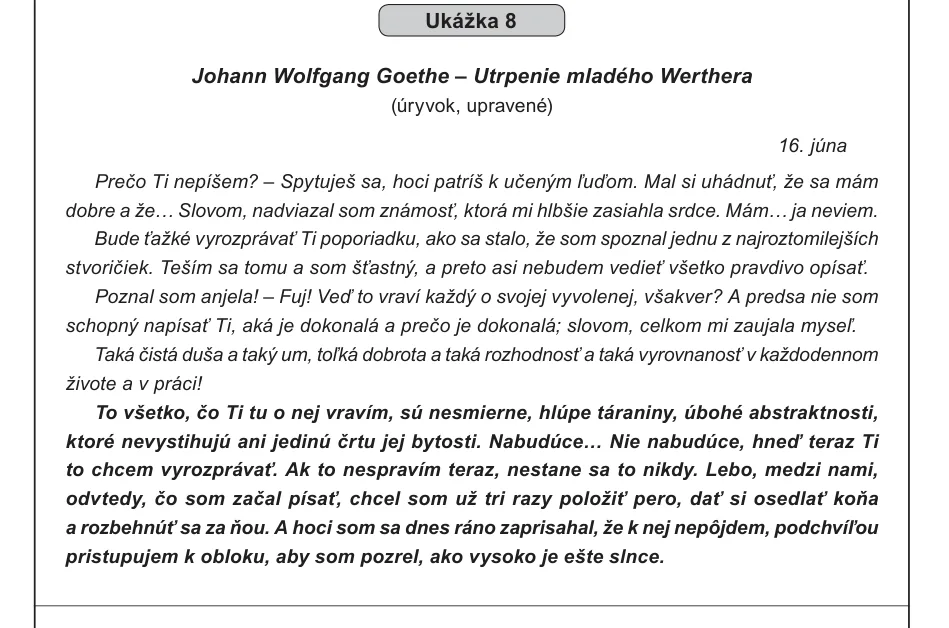 Ukážka 8
Johann Wolfgang Goethe – Utrpenie mladého Werthera
(úryvok, upravené)
16. júna
Prečo Ti nepíšem? – Spytuješ sa, hoci patríš k učeným ľuďom. Mal si uhádnuť, že sa mám
dobre a že… Slovom, nadviazal som známosť, ktorá mi hlbšie zasiahla srdce. Mám… ja neviem.
Bude ťažké vyrozprávať Ti poporiadku, ako sa stalo, že som spoznal jednu z najroztomilejších
stvoričiek. Teším sa tomu a som šťastný, a preto asi nebudem vedieť všetko pravdivo opísať.
Poznal som anjela! – Fuj! Veď to vraví každý o svojej vyvolenej, všakver? A predsa nie som
schopný napísať Ti, aká je dokonalá a prečo je dokonalá; slovom, celkom mi zaujala myseľ.
Taká čistá duša a taký um, toľká dobrota a taká rozhodnosť a taká vyrovnanosť v každodennom
živote a v práci!
To všetko, čo Ti tu o nej vravím, sú nesmierne, hlúpe táraniny, úbohé abstraktnosti,
ktoré nevystihujú ani jedinú črtu jej bytosti. Nabudúce… Nie nabudúce, hneď teraz Ti
to chcem vyrozprávať. Ak to nespravím teraz, nestane sa to nikdy. Lebo, medzi nami,
odvtedy, čo som začal písať, chcel som už tri razy položiť pero, dať si osedlať koňa
a rozbehnúť sa za ňou. A hoci som sa dnes ráno zaprisahal, že k nej nepôjdem, podchvíľou
pristupujem k obloku, aby som pozrel, ako vysoko je ešte slnce.